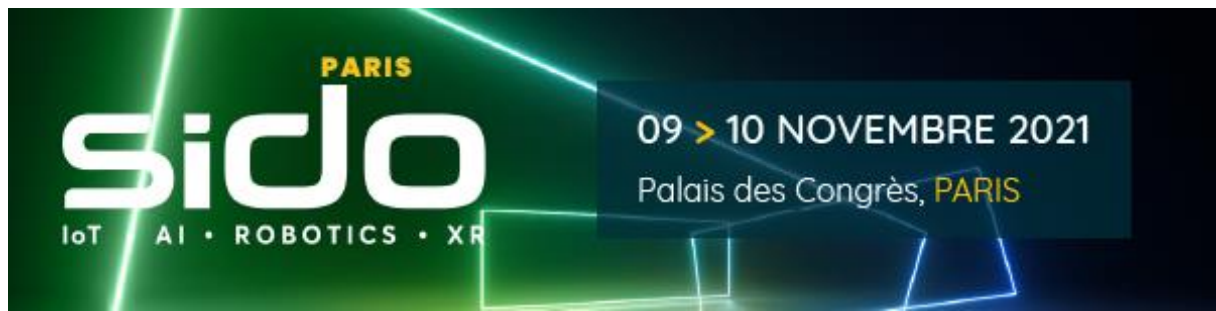 PARIS
sido
IoT AI • ROBOTICS • XR
09 > 10 NOVEMBRE 2021
Palais des Congrès, PARIS